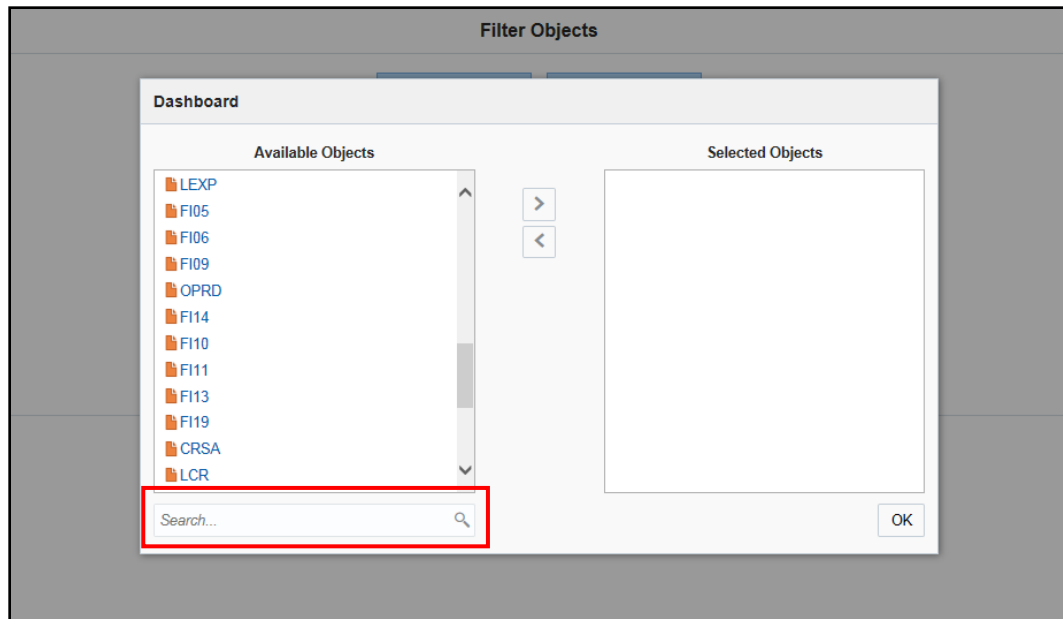 Filter Objects
Dashboard
Available Objects
Selected Objects
LEXP
FI05
FI06
FI09
OPRD
FI14
FI10
FI11
FI13
FI19
CRSA
LCR
>
<
Search...
OK